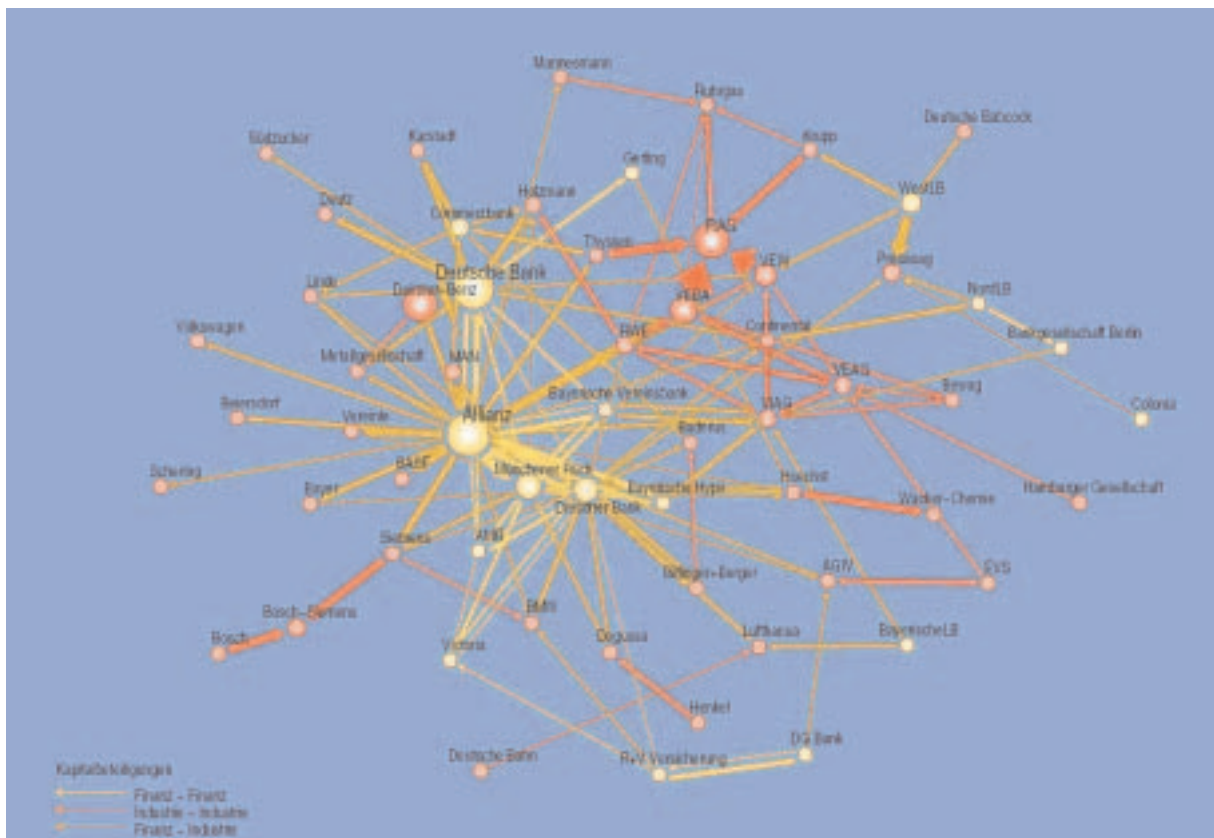 Mannesmann
Ruhrgas
Deutsche Babcock
Südzucker
Karstadt
Krupp
Gerling
WestLB
Deutz
Holzmann
Commerzbank
RAG
Thyssen
VEW
Preussag
Deutsche Bank
Linde
Daimler-Benz
VEBA
NordLB
Volkswagen
RWE
Continental
Bankgesellschaft Berlin
Metallgesellschaft
MAN
VEAG
Bewag
Bayerische Vereinsbank
Beiersdorf
Allianz
VIAG
Colonia
Schering
BASF
Münchener Rück
Bayerische Hypo
Hoechst
Hamburger Gesellschaft
Bayer
Dresdner Bank
Wacker-Chemie
Siemens
AMB
Bilfinger+Berger
AGIV
EVS
Bosch-Siemens
BMW
Bosch
Victoria
Degussa
Lufthansa
BayerischeLB
Henkel
Deutsche Bahn
R+V Versicherung
DG Bank
Kapitalbeteiligungen
Finanz - Finanz
Industrie - Industrie
Finanz - Industrie